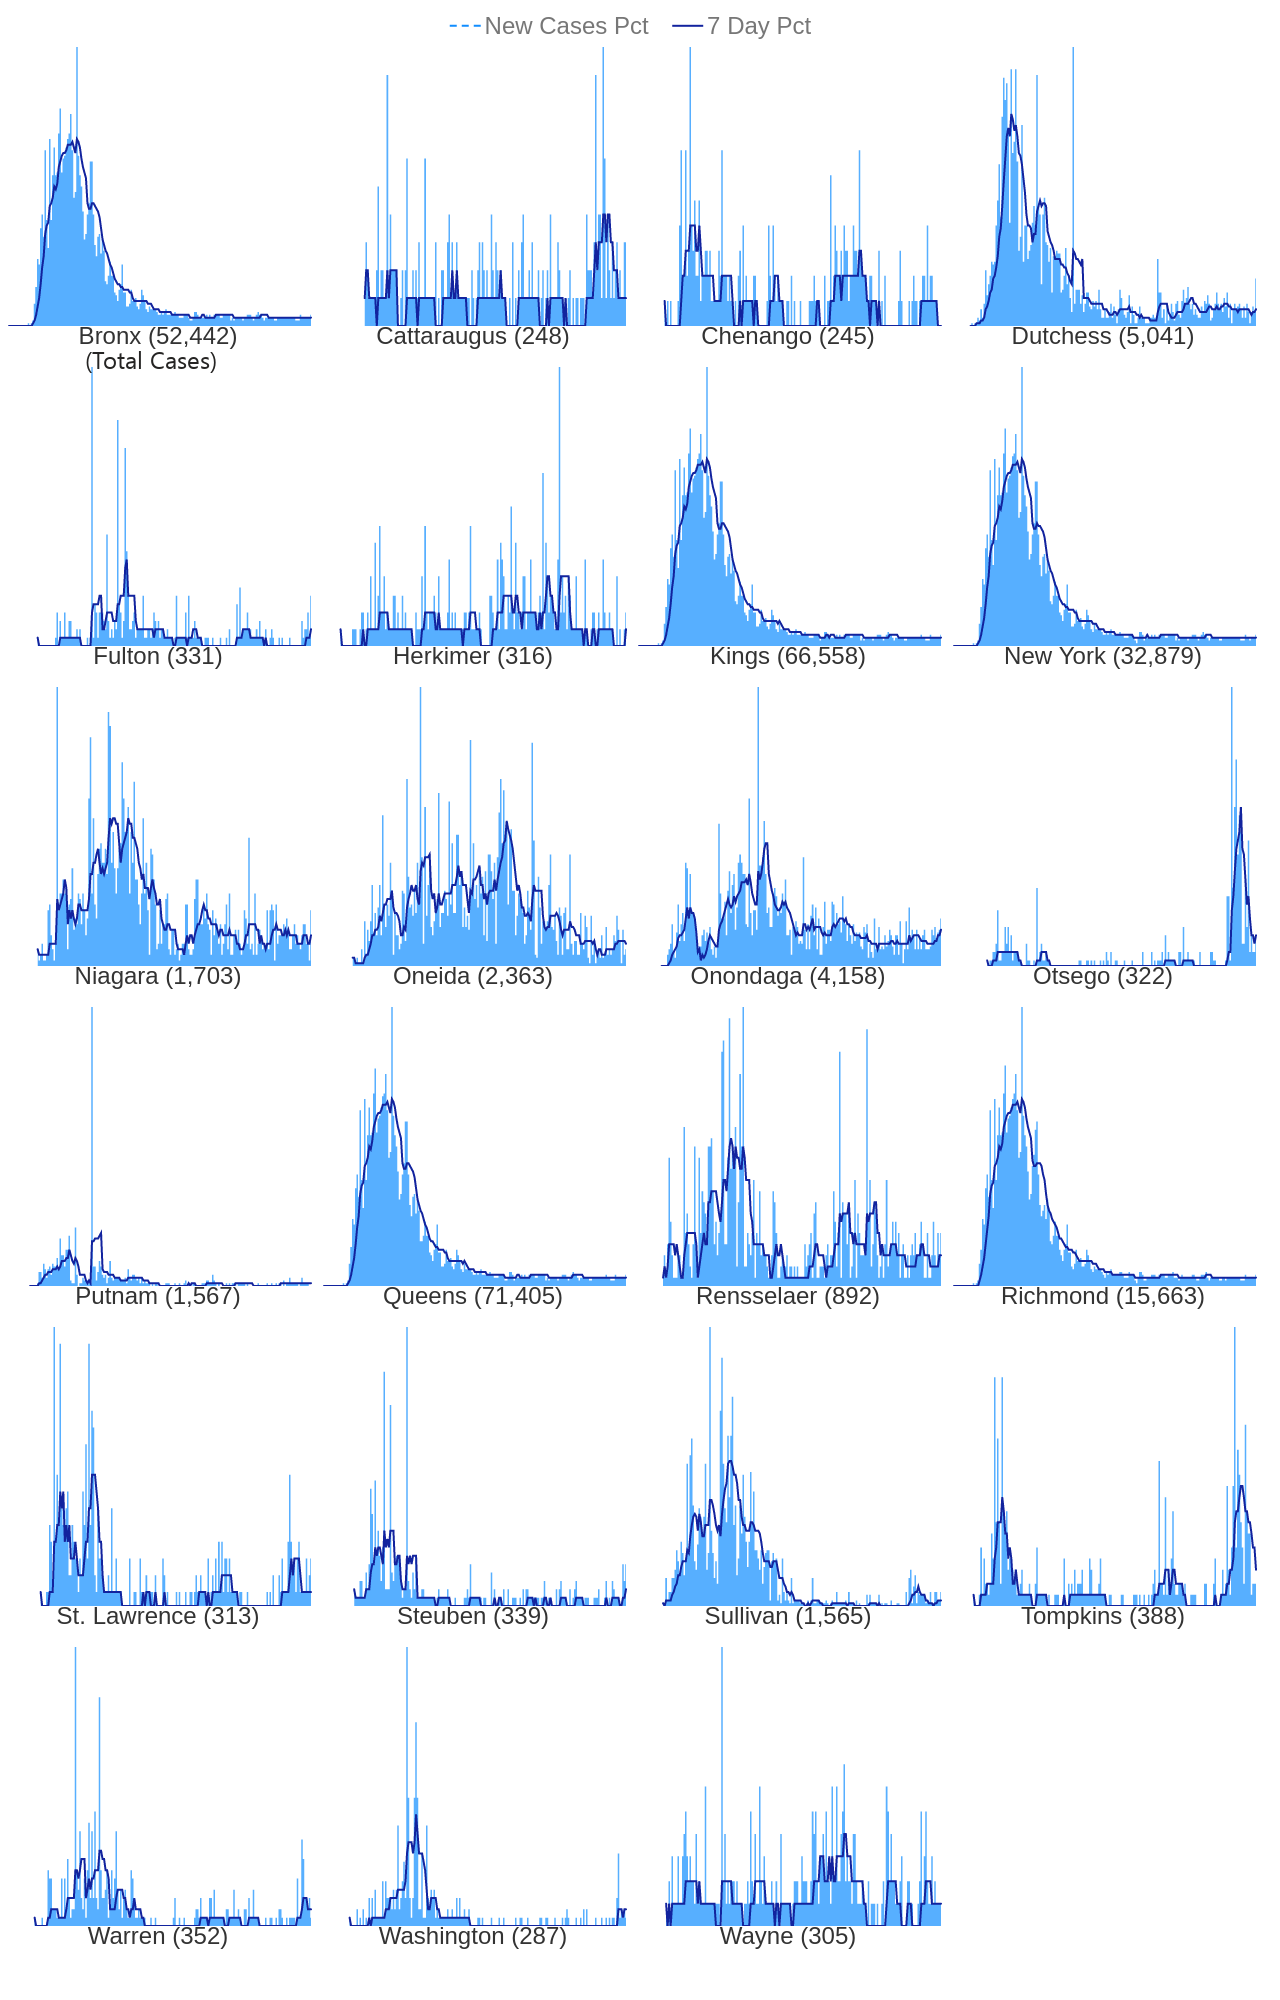 New Cases Pct 7 Day Pct
Bronx (52,442) Cattaraugus (248) Chenango (245) Dutchess (5,041)
(Total Cases)
Fulton (331) Herkimer (316) Kings (66,558) New York (32,879)
Niagara (1,703) Oneida (2,363) Onondaga (4,158) Otsego (322)
Putnam (1,567) Queens (71,405) Rensselaer (892) Richmond (15,663)
St. Lawrence (313) Steuben (339) Sullivan (1,565) Tompkins (388)
Warren (352) Washington (287) Wayne (305)